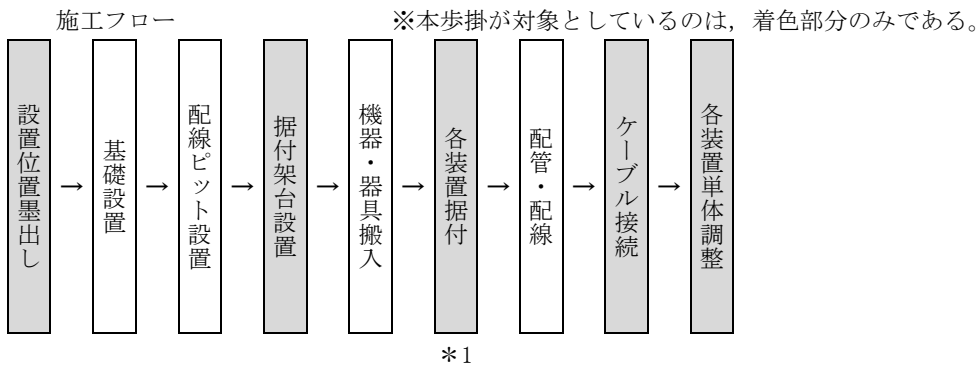 施工フロー ※本歩掛が対象としているのは，着色部分のみである。
設置位置墨出し
→
基礎設置
→
配線ピット設置
→
据付架台設置
→
機器・器具搬入
→
各装置据付
→
配管・配線
→
ケーブル接続
→
各装置単体調整
＊1